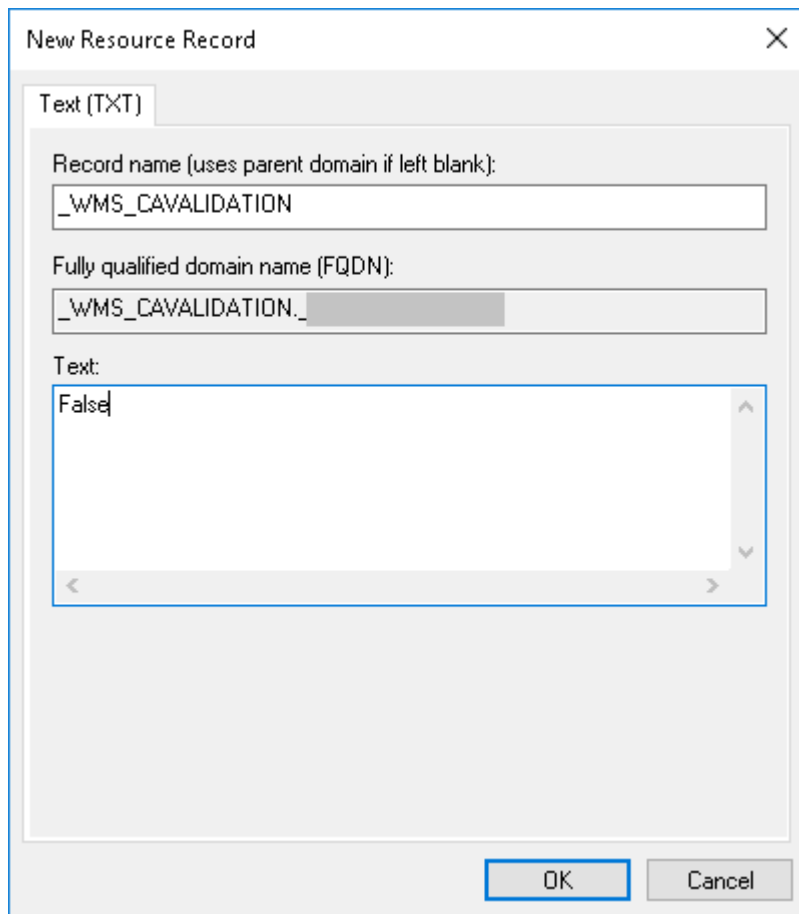 New Resource Record
Text (TXT)
Record name (uses parent domain if left blank):
_WMS_CAVALIDATION
Fully qualified domain name (FQDN):
_WMS_CAVALIDATION._
Text:
False
OK
Cancel